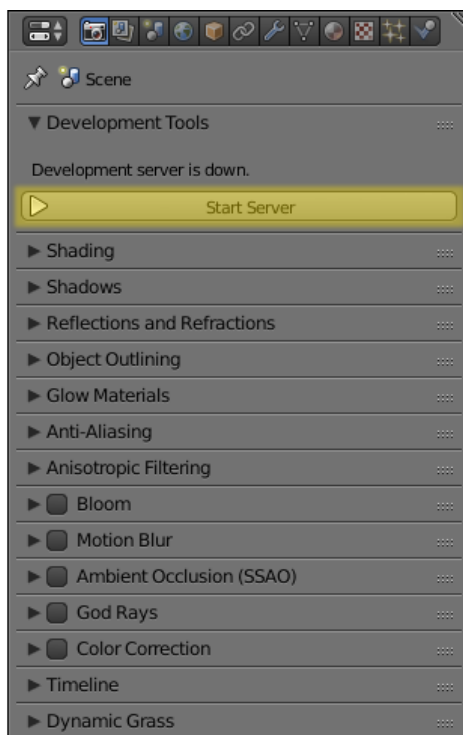 Scene
Development Tools
Development server is down.
Start Server
Shading
Shadows
Reflections and Refractions
Object Outlining
Glow Materials
Anti-Aliasing
Anisotropic Filtering
Bloom
Motion Blur
Ambient Occlusion (SSAO)
God Rays
Color Correction
Timeline
Dynamic Grass